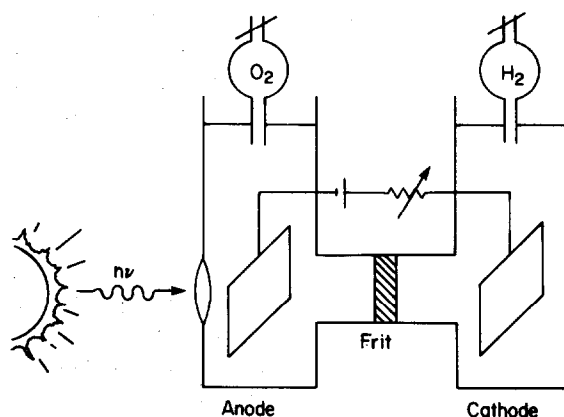 O2
H2
hν
Frit
Anode
Cathode